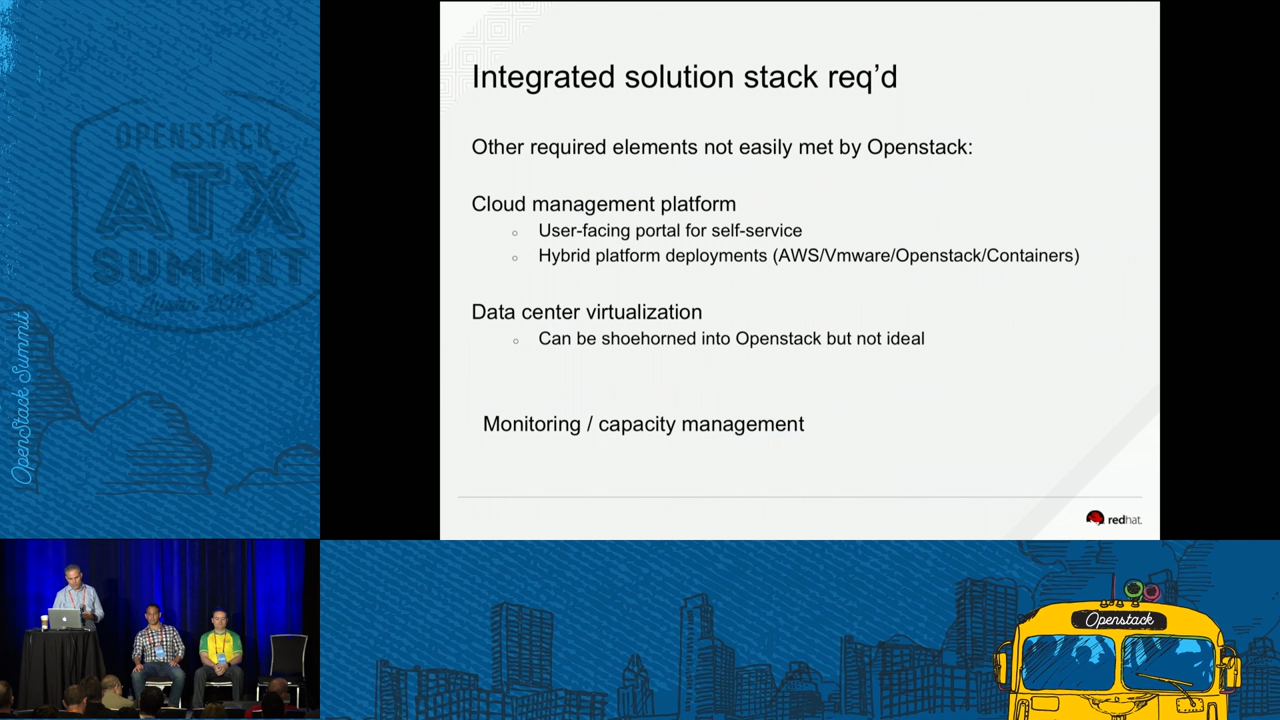 OPENSTACK
ATX
SUMMIT
Austin 2016
OpenStack Summit
Integrated solution stack req’d
Other required elements not easily met by Openstack:
Cloud management platform
User-facing portal for self-service
Hybrid platform deployments (AWS/Vmware/Openstack/Containers)
Data center virtualization
Can be shoehorned into Openstack but not ideal
Monitoring / capacity management
redhat.
Openstack